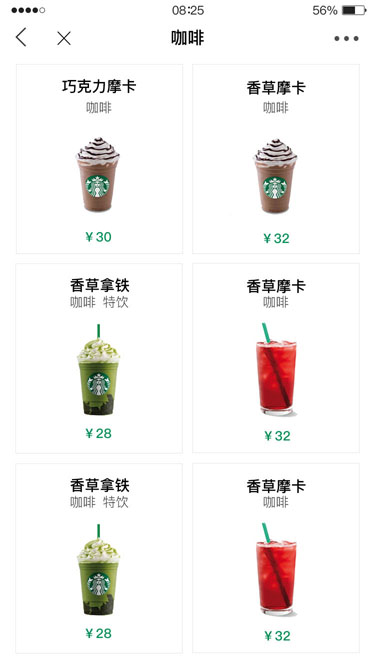 08:25
56%
咖啡
巧克力摩卡
咖啡
¥30
香草摩卡
咖啡
¥32
香草拿铁
咖啡 特饮
¥28
香草摩卡
咖啡
¥32
香草拿铁
咖啡 特饮
¥28
香草摩卡
咖啡
¥32